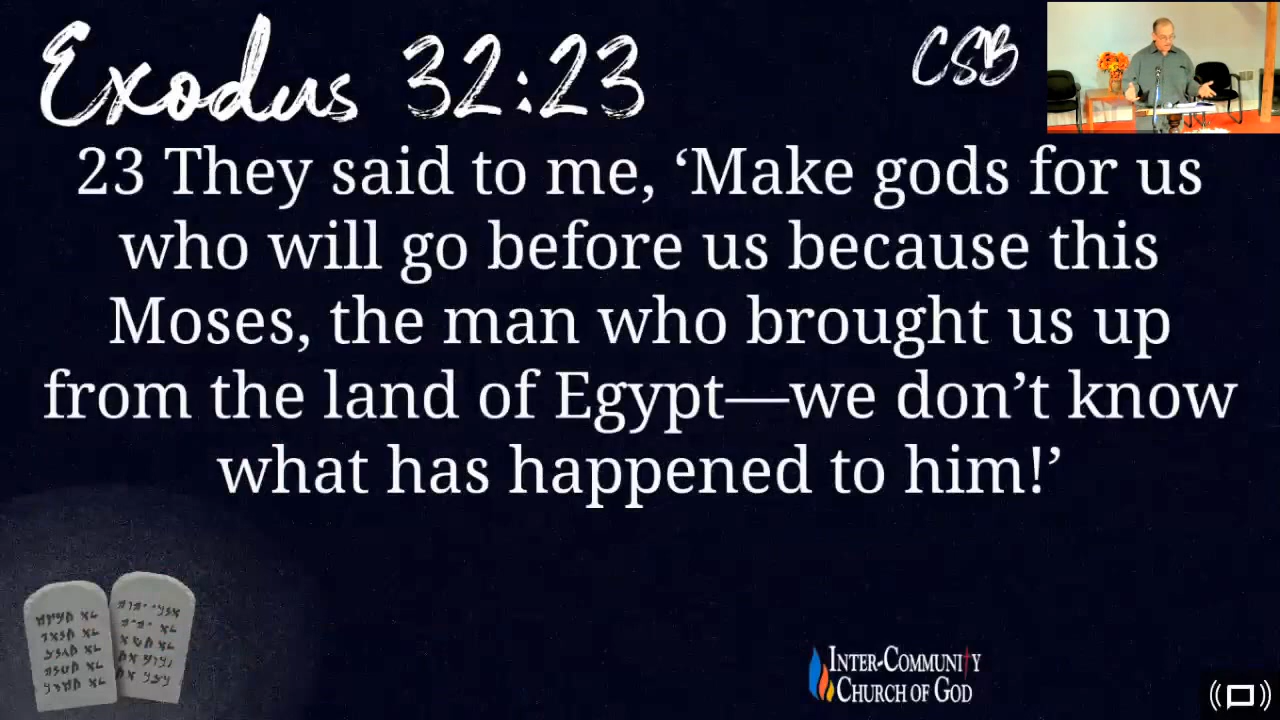 Exodus 32:23
CSB
23 They said to me, ‘Make gods for us
who will go before us because this
Moses, the man who brought us up
from the land of Egypt—we don’t know
what has happened to him!’
INTER-COMMUNITY
CHURCH OF GOD